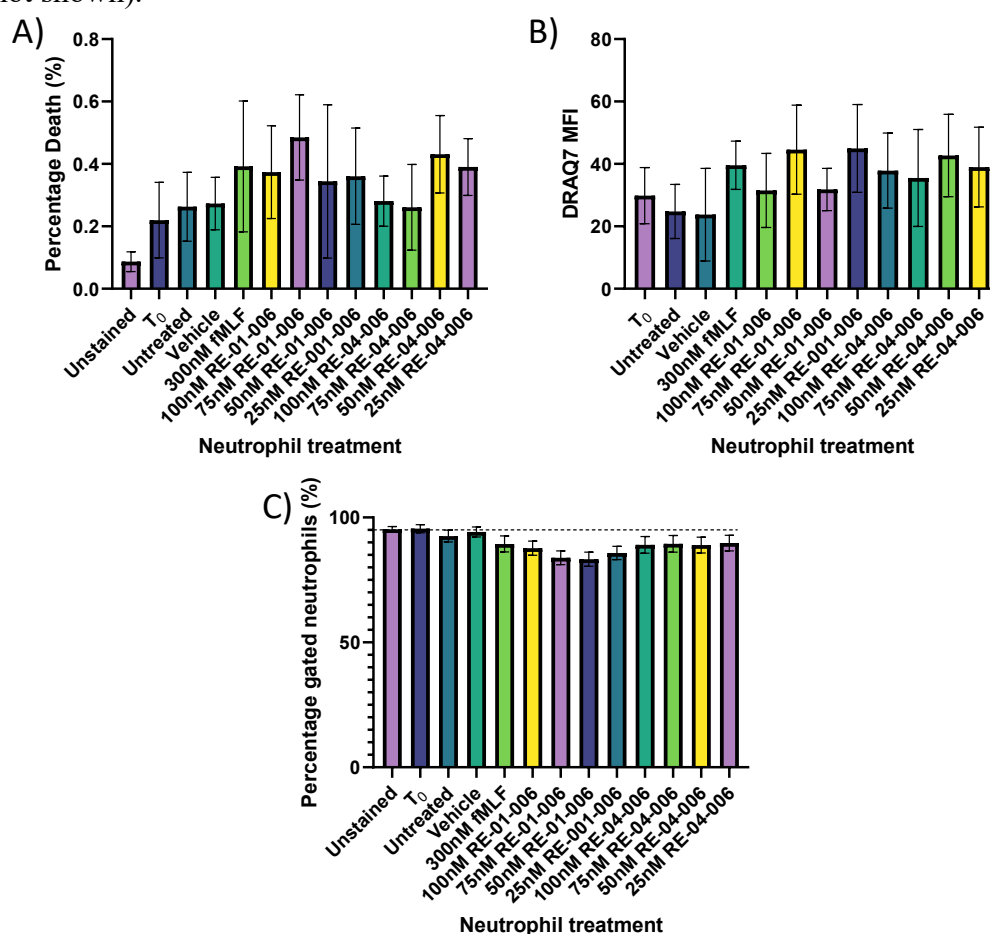 not shown).
A)
Percentage Death (%)
0.8
0.6
0.4
0.2
0.0
Unstained
T₀
Untreated
Vehicle
300nM fMLF
100nM RE-01-006
75nM RE-01-006
50nM RE-01-006
25nM RE-001-006
100nM RE-04-006
75nM RE-04-006
50nM RE-04-006
25nM RE-04-006
Neutrophil treatment
B)
DRAQ7 MFI
80
60
40
20
0
T₀
Untreated
Vehicle
300nM fMLF
100nM RE-01-006
75nM RE-01-006
50nM RE-01-006
25nM RE-001-006
100nM RE-04-006
75nM RE-04-006
50nM RE-04-006
25nM RE-04-006
Neutrophil treatment
C)
Percentage gated neutrophils (%)
100
50
0
Unstained
T₀
Untreated
Vehicle
300nM fMLF
100nM RE-01-006
75nM RE-01-006
50nM RE-01-006
25nM RE-001-006
100nM RE-04-006
75nM RE-04-006
50nM RE-04-006
25nM RE-04-006
Neutrophil treatment